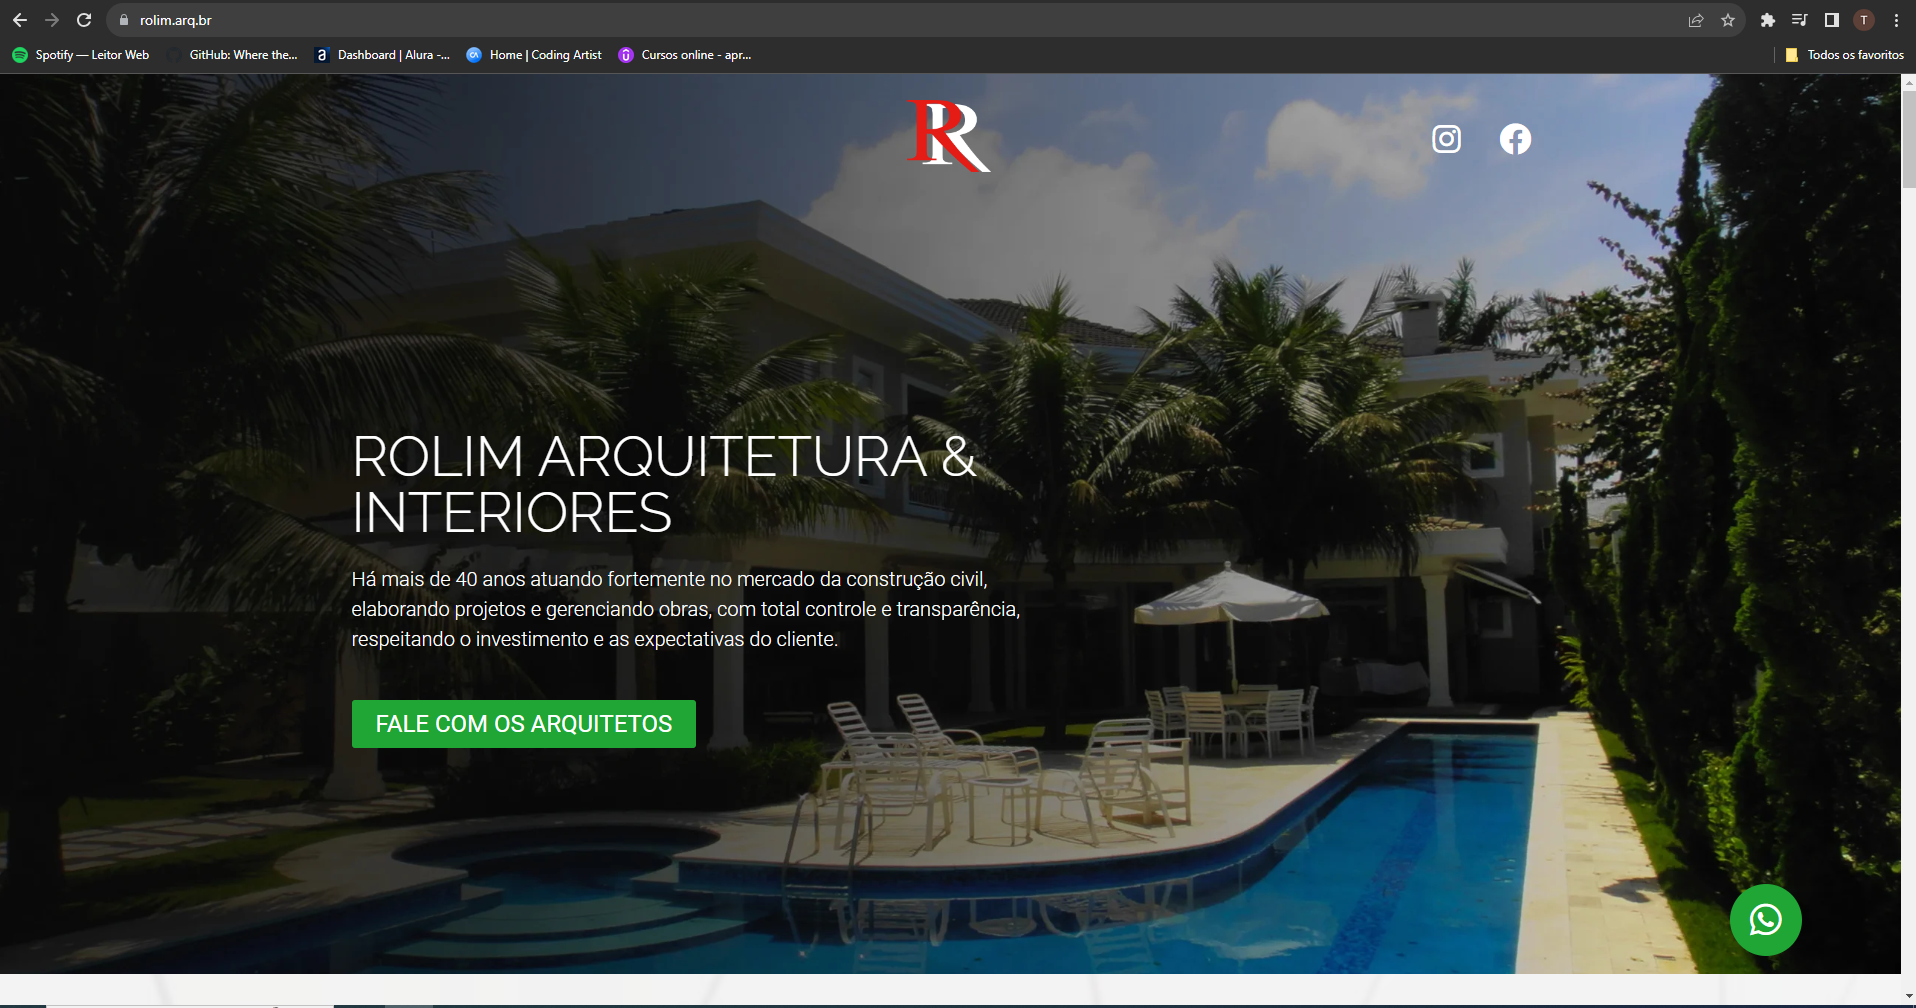 rolim.arq.br
T
Spotify — Leitor Web
GitHub: Where the...
Dashboard | Alura -...
Home | Coding Artist
Cursos online - apr...
Todos os favoritos
RR
ROLIM ARQUITETURA &
INTERIORES
Há mais de 40 anos atuando fortemente no mercado da construção civil,
elaborando projetos e gerenciando obras, com total controle e transparência,
respeitando o investimento e as expectativas do cliente.
FALE COM OS ARQUITETOS